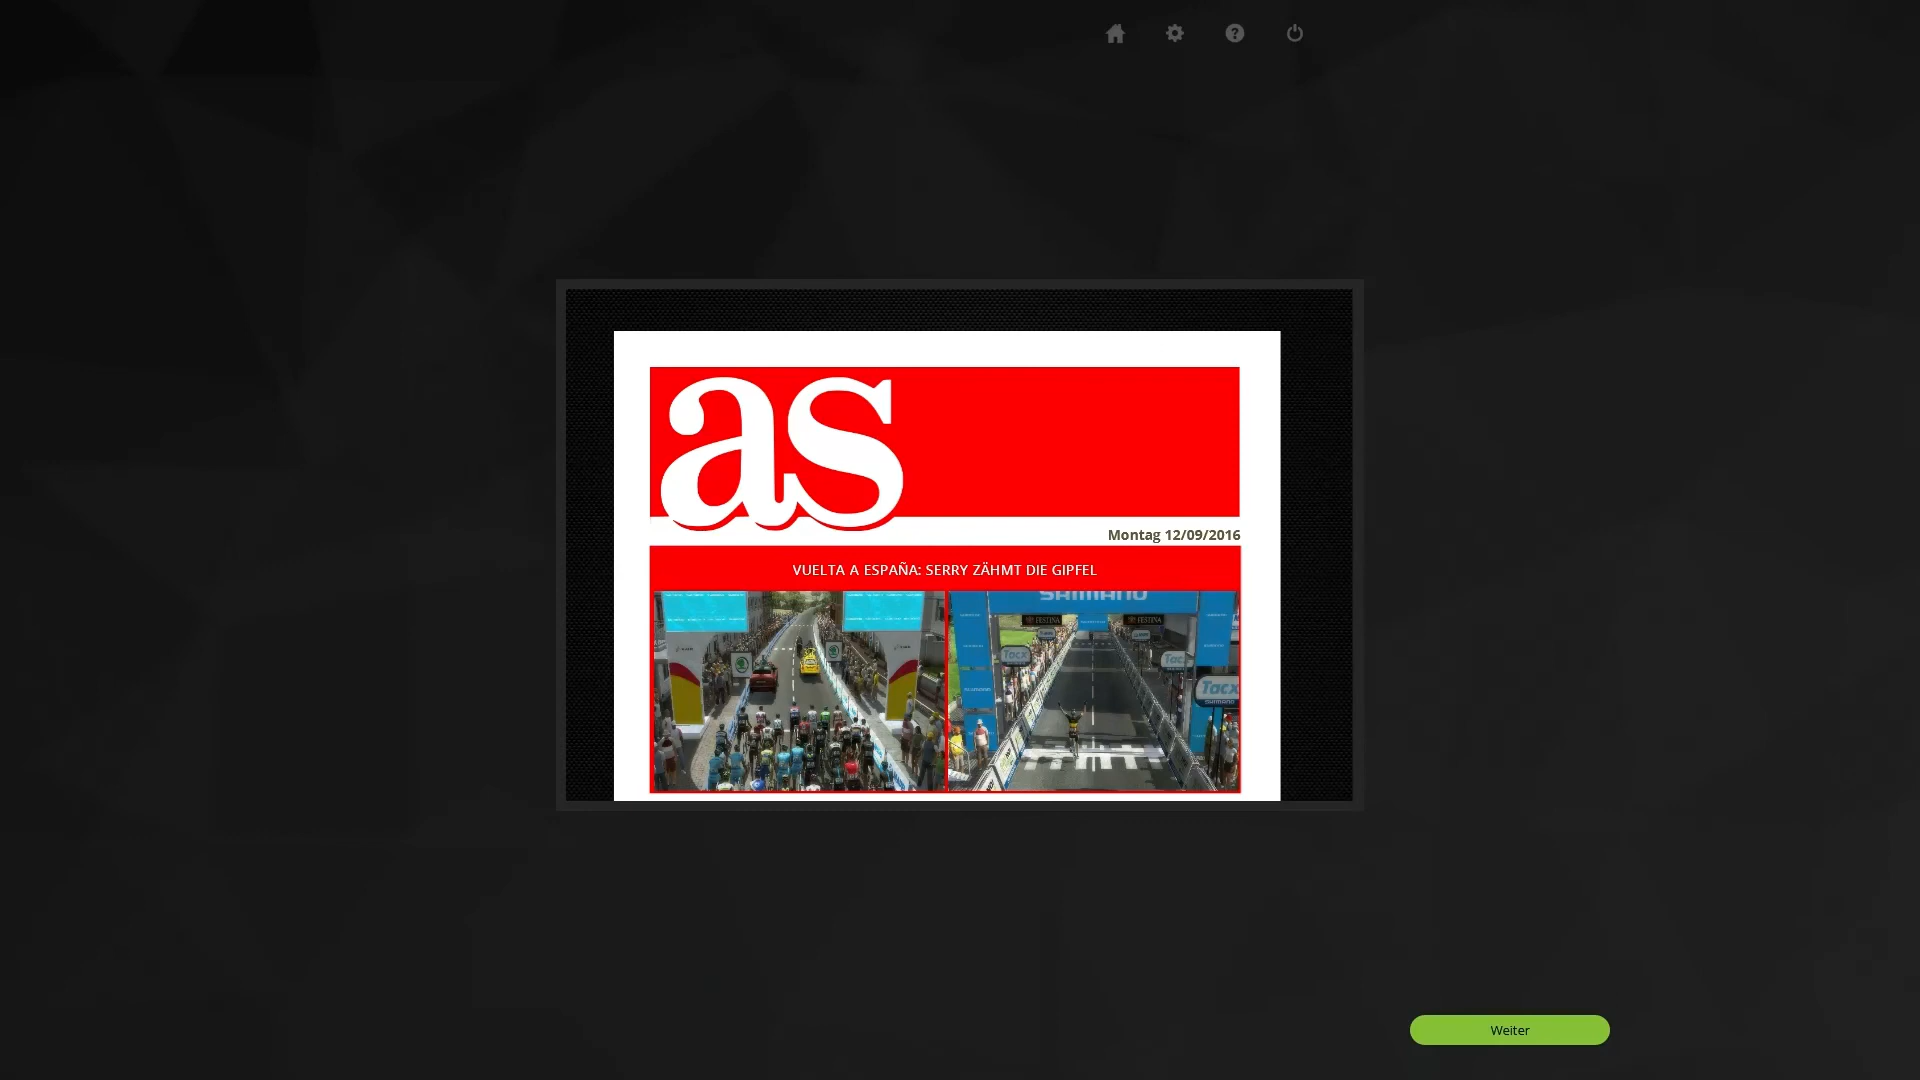 as
Montag 12/09/2016
VUELTA A ESPAÑA: SERRY ZÄHMT DIE GIPFEL
SHIMANO
FESTINA
FESTINA
Tacx
Tacx
Tacx
SHIMANO
Weiter